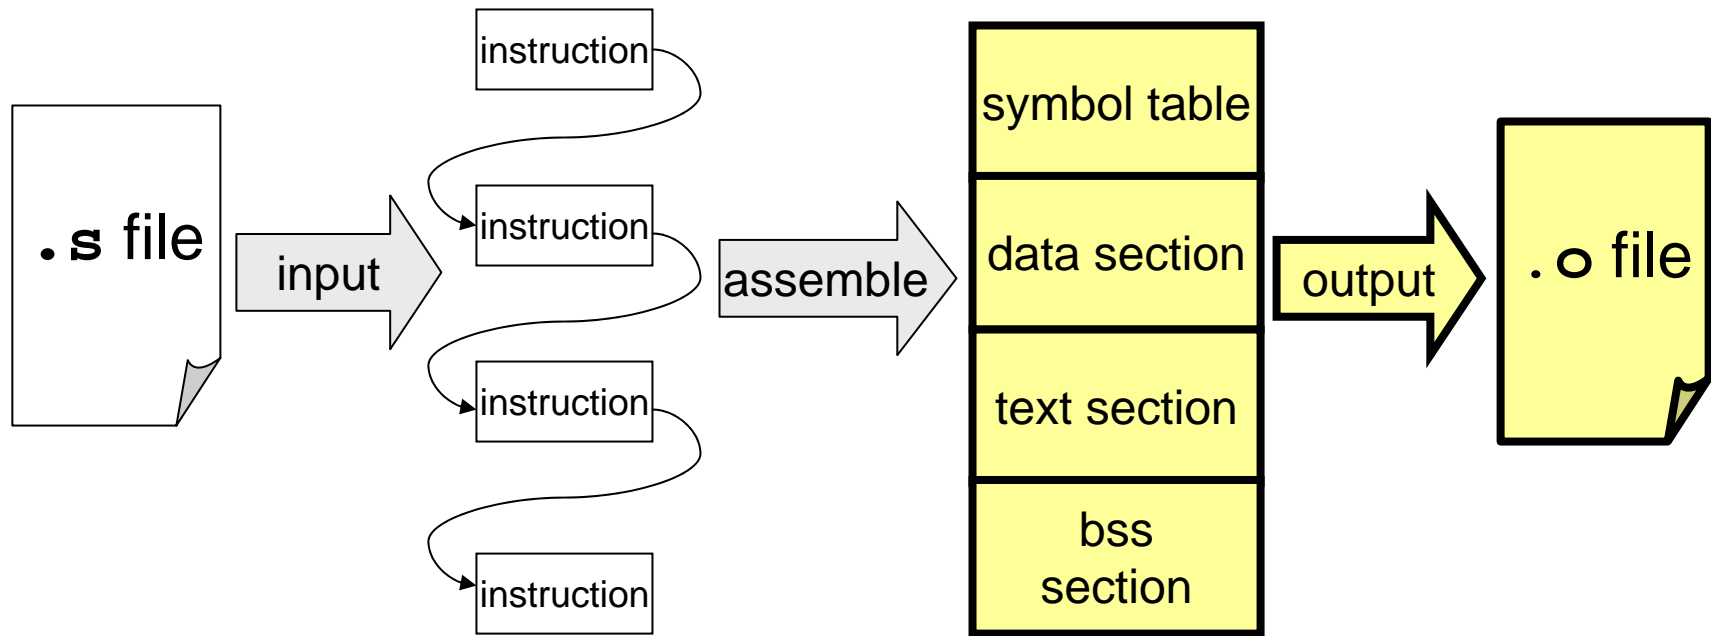 .s file
input
instruction
instruction
instruction
instruction
assemble
symbol table
data section
text section
bss
section
output
.o file